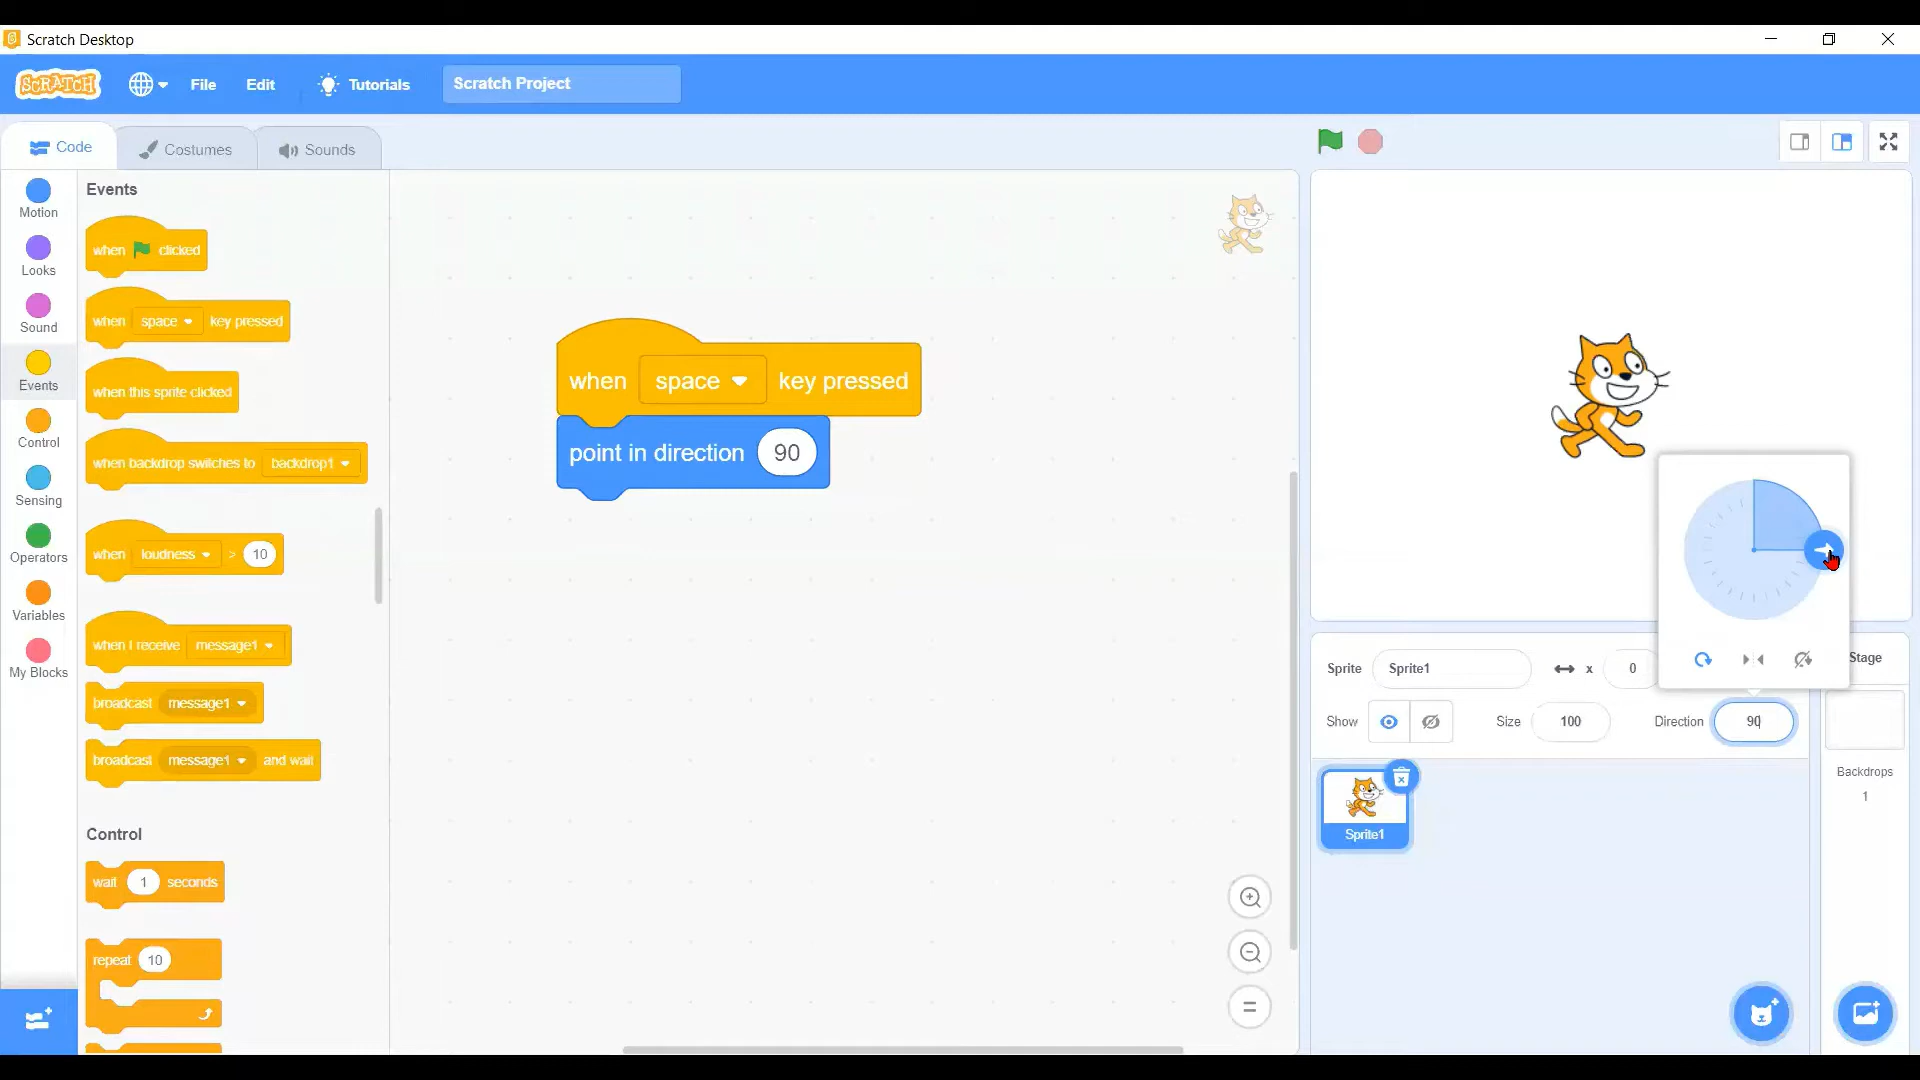 Scratch Desktop
SCRATCH File Edit Tutorials Scratch Project
Code Costumes Sounds
Motion
Looks
Sound
Events
Control
Sensing
Operators
Variables
My Blocks
Events
when clicked
when space key pressed
when this sprite clicked
when backdrop switches to backdrop1
when loudness > 10
when I receive message1
broadcast message1
broadcast message1 and wait
Control
wait 1 seconds
repeat 10
when space key pressed
point in direction 90
Sprite Sprite1 x 0
Show Size 100 Direction 90
Sprite1
Stage
Backdrops
1